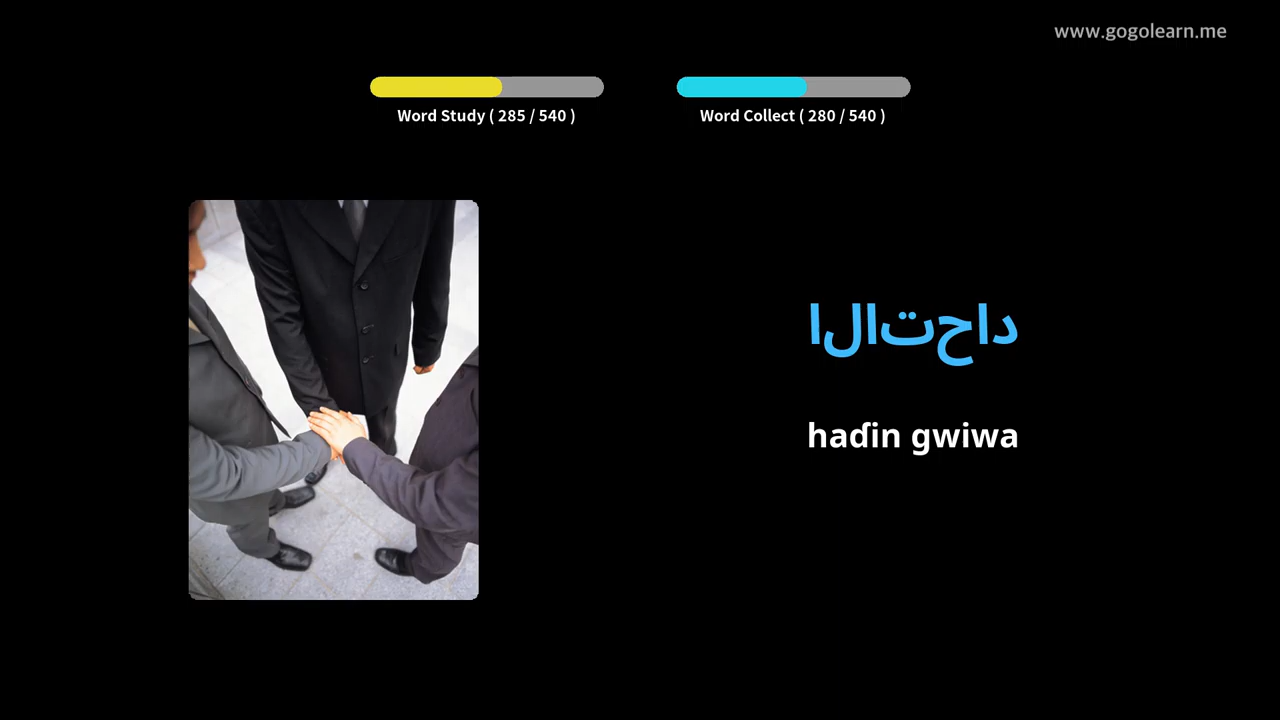 www.gogolearn.me
Word Study ( 285 / 540 )
Word Collect ( 280 / 540 )
الاتحاد
haɗin gwiwa